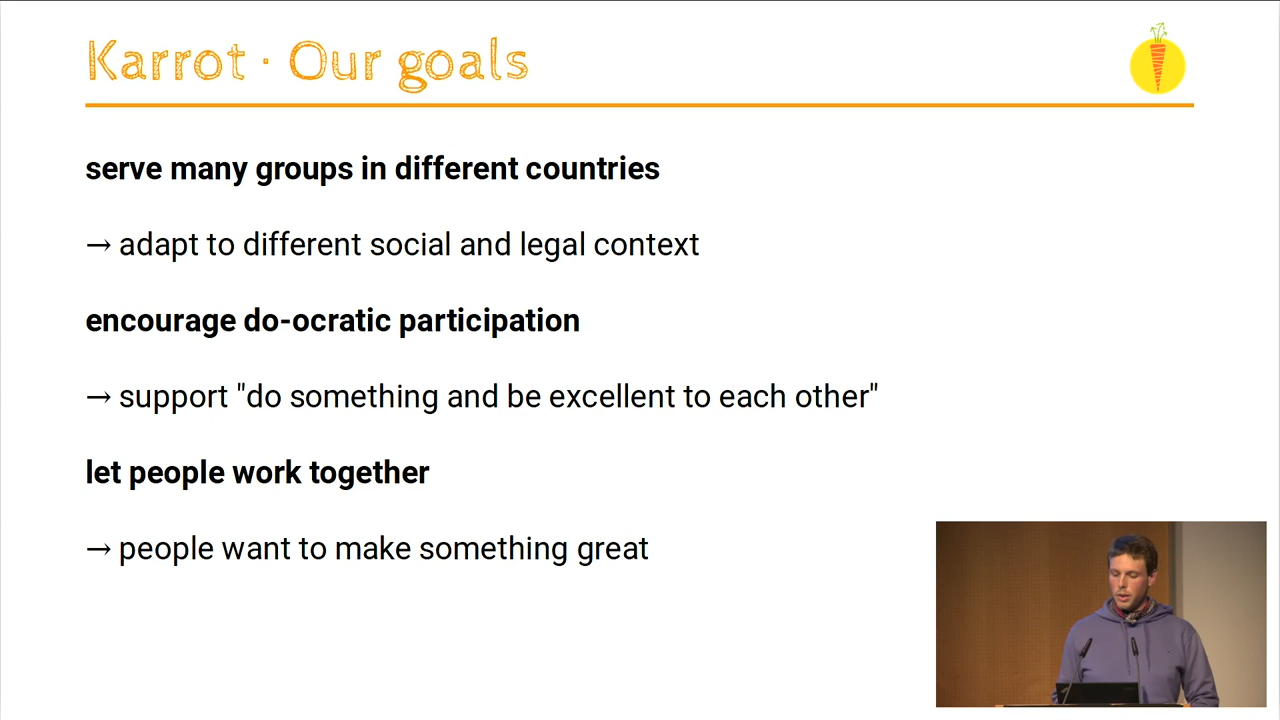 Karrot · Our goals
serve many groups in different countries
→ adapt to different social and legal context
encourage do-ocratic participation
→ support "do something and be excellent to each other"
let people work together
→ people want to make something great